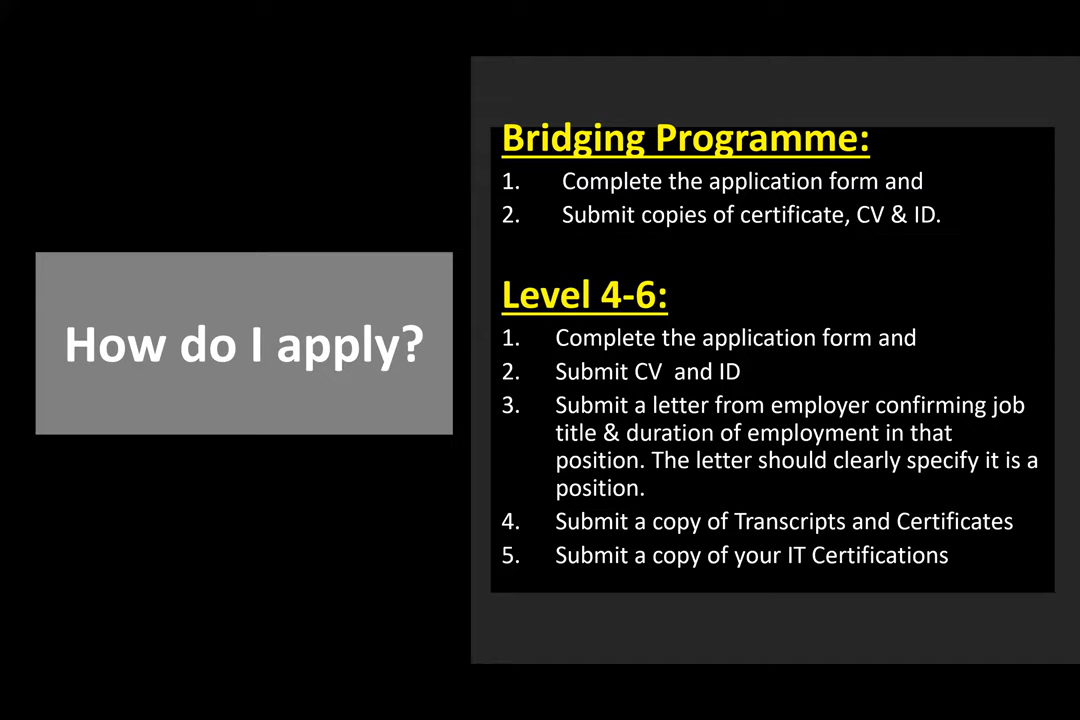 How do I apply?
Bridging Programme:
1. Complete the application form and
2. Submit copies of certificate, CV & ID.
Level 4-6:
1. Complete the application form and
2. Submit CV and ID
3. Submit a letter from employer confirming job
title & duration of employment in that
position. The letter should clearly specify it is a
position.
4. Submit a copy of Transcripts and Certificates
5. Submit a copy of your IT Certifications